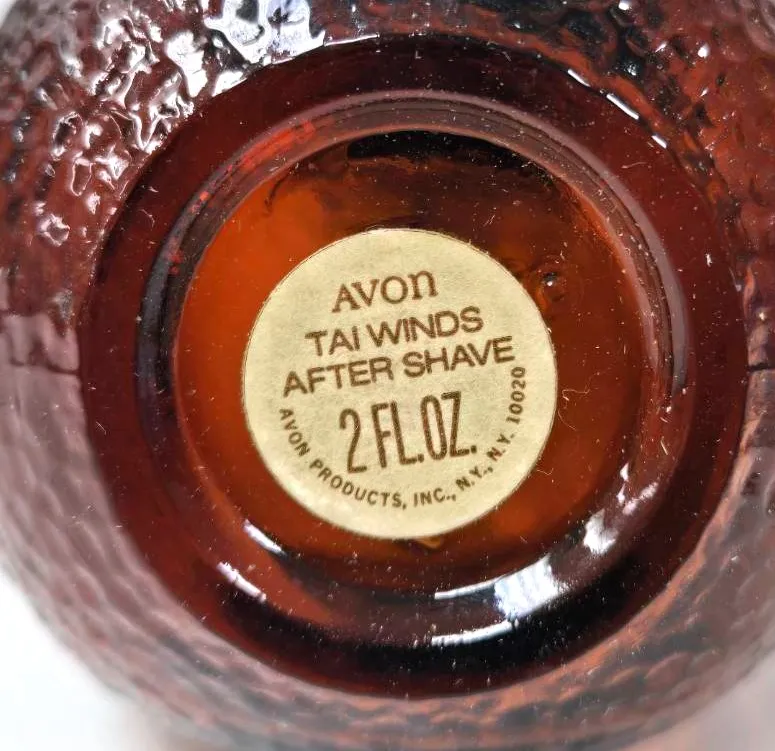 AVON
TAI WINDS
AFTER SHAVE
2 FL.OZ.
AVON PRODUCTS, INC., N.Y., N.Y. 10020